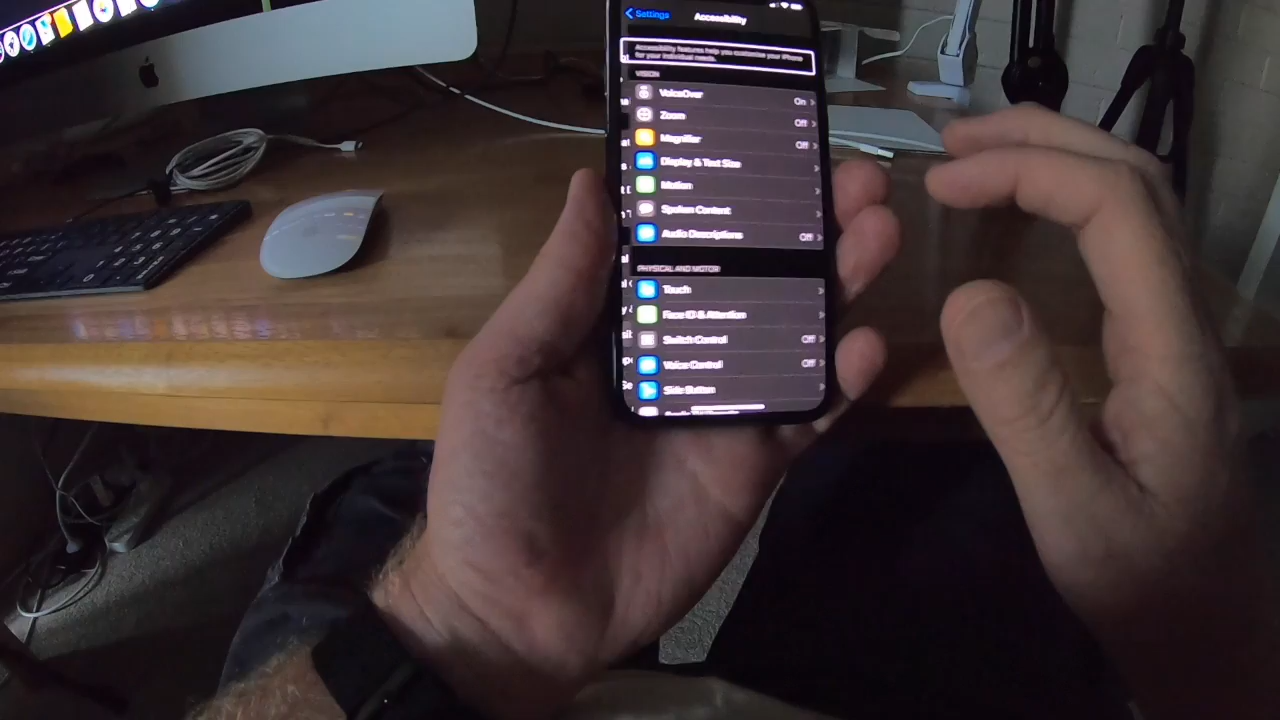 Settings
Accessibility
Accessibility features help you customise your iPhone
for your individual needs.
VISION
VoiceOver On
Zoom Off
Magnifier Off
Display & Text Size
Motion
Spoken Content
Audio Descriptions Off
PHYSICAL AND MOTOR
Touch
Face ID & Attention
Switch Control Off
Voice Control Off
Side Button